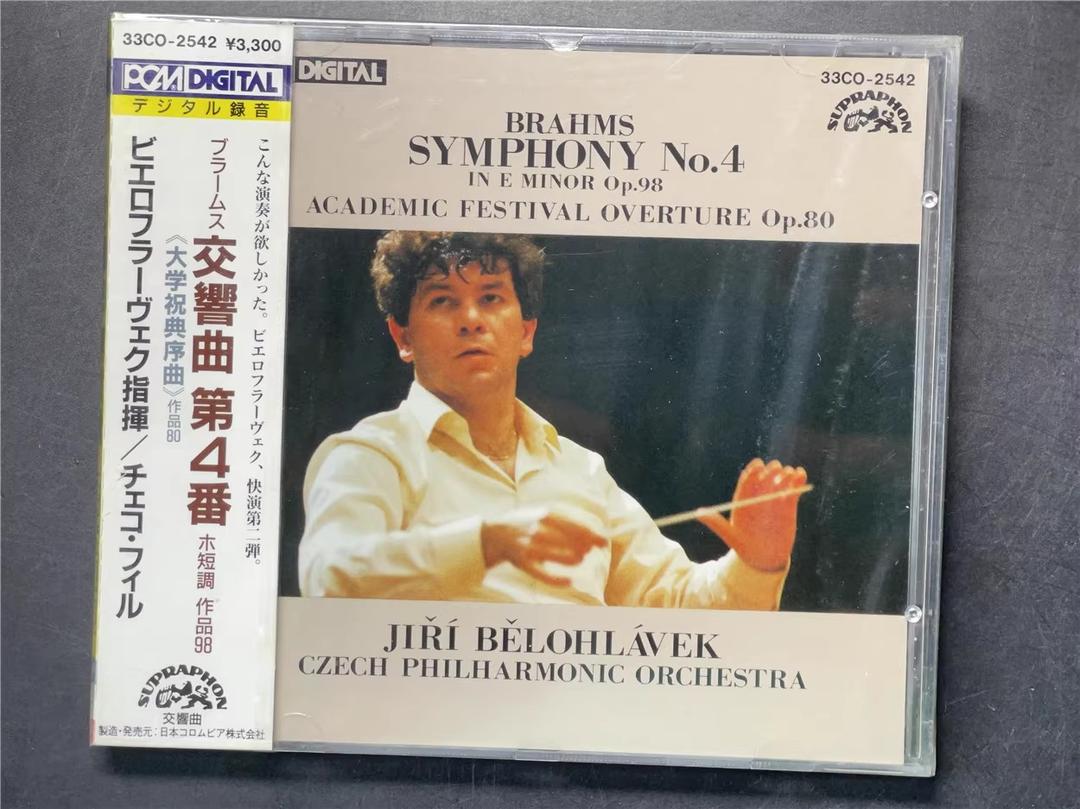 33CO-2542 ¥3,300
PCM DIGITAL
デジタル録音
こんな演奏が欲しかった。ビエロフラーヴェク、快演第二弾。
ブラームス 交響曲 第4番 ホ短調 作品98
《大学祝典序曲》作品80
ビエロフラーヴェク指揮／チェコ・フィル
SUPRAPHON
交響曲
製造・発売元：日本コロムビア株式会社
DIGITAL
33CO-2542
SUPRAPHON
BRAHMS
SYMPHONY No.4
IN E MINOR Op.98
ACADEMIC FESTIVAL OVERTURE Op.80
JIŘÍ BĚLOHLÁVEK
CZECH PHILHARMONIC ORCHESTRA